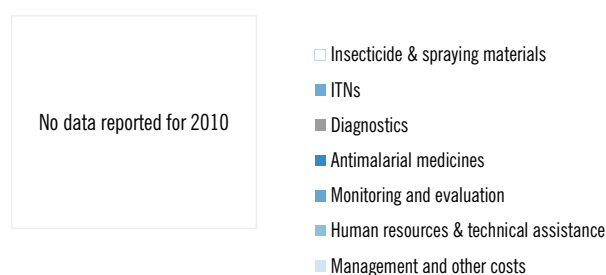 No data reported for 2010
Insecticide & spraying materials
ITNs
Diagnostics
Antimalarial medicines
Monitoring and evaluation
Human resources & technical assistance
Management and other costs